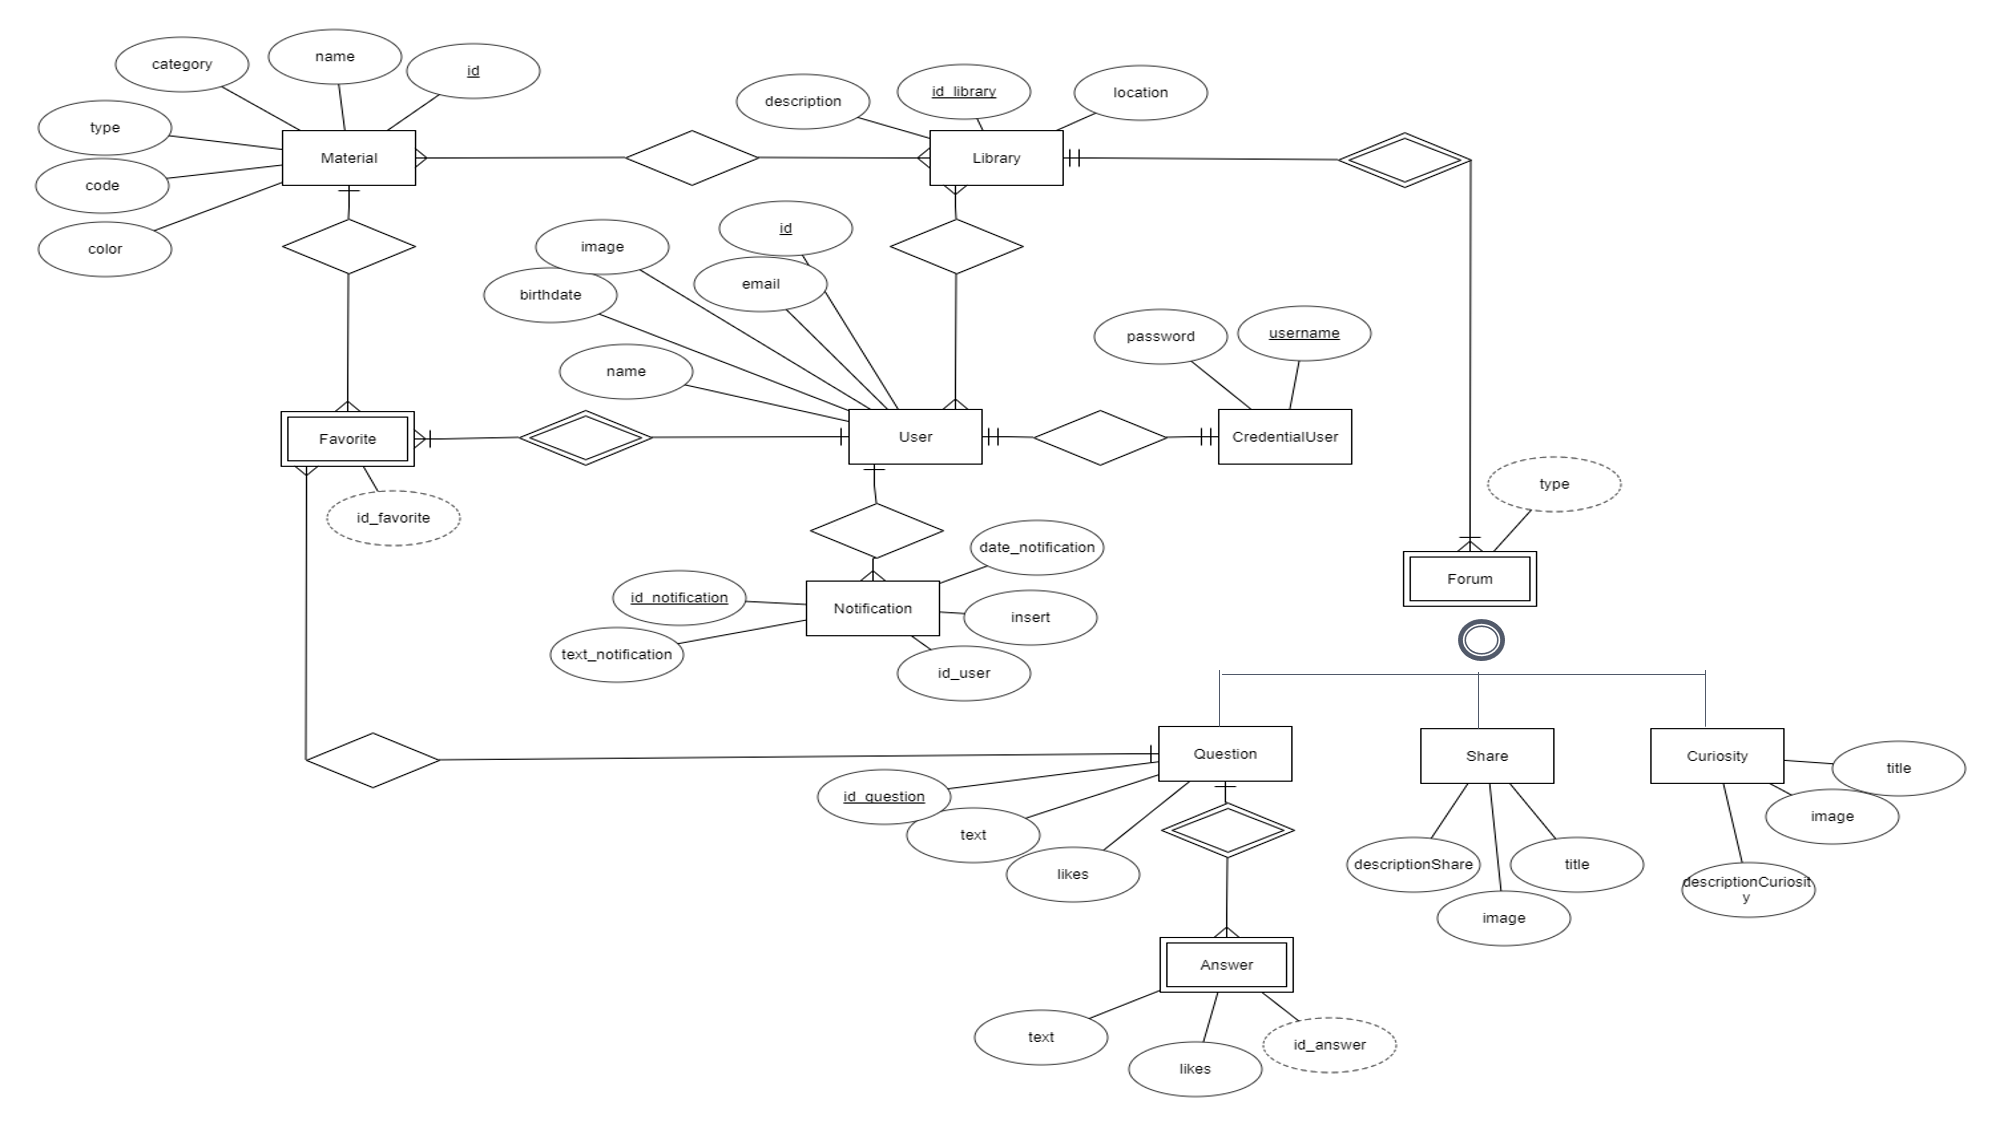 category
name
id
type
Material
code
color
description
id_library
location
Library
image
id
birthdate
email
name
password
username
Favorite
User
CredentialUser
id_favorite
type
date_notification
Forum
id_notification
Notification
insert
text_notification
id_user
Question
Share
Curiosity
title
id_question
image
text
likes
descriptionShare
title
descriptionCuriosit
y
image
Answer
text
id_answer
likes